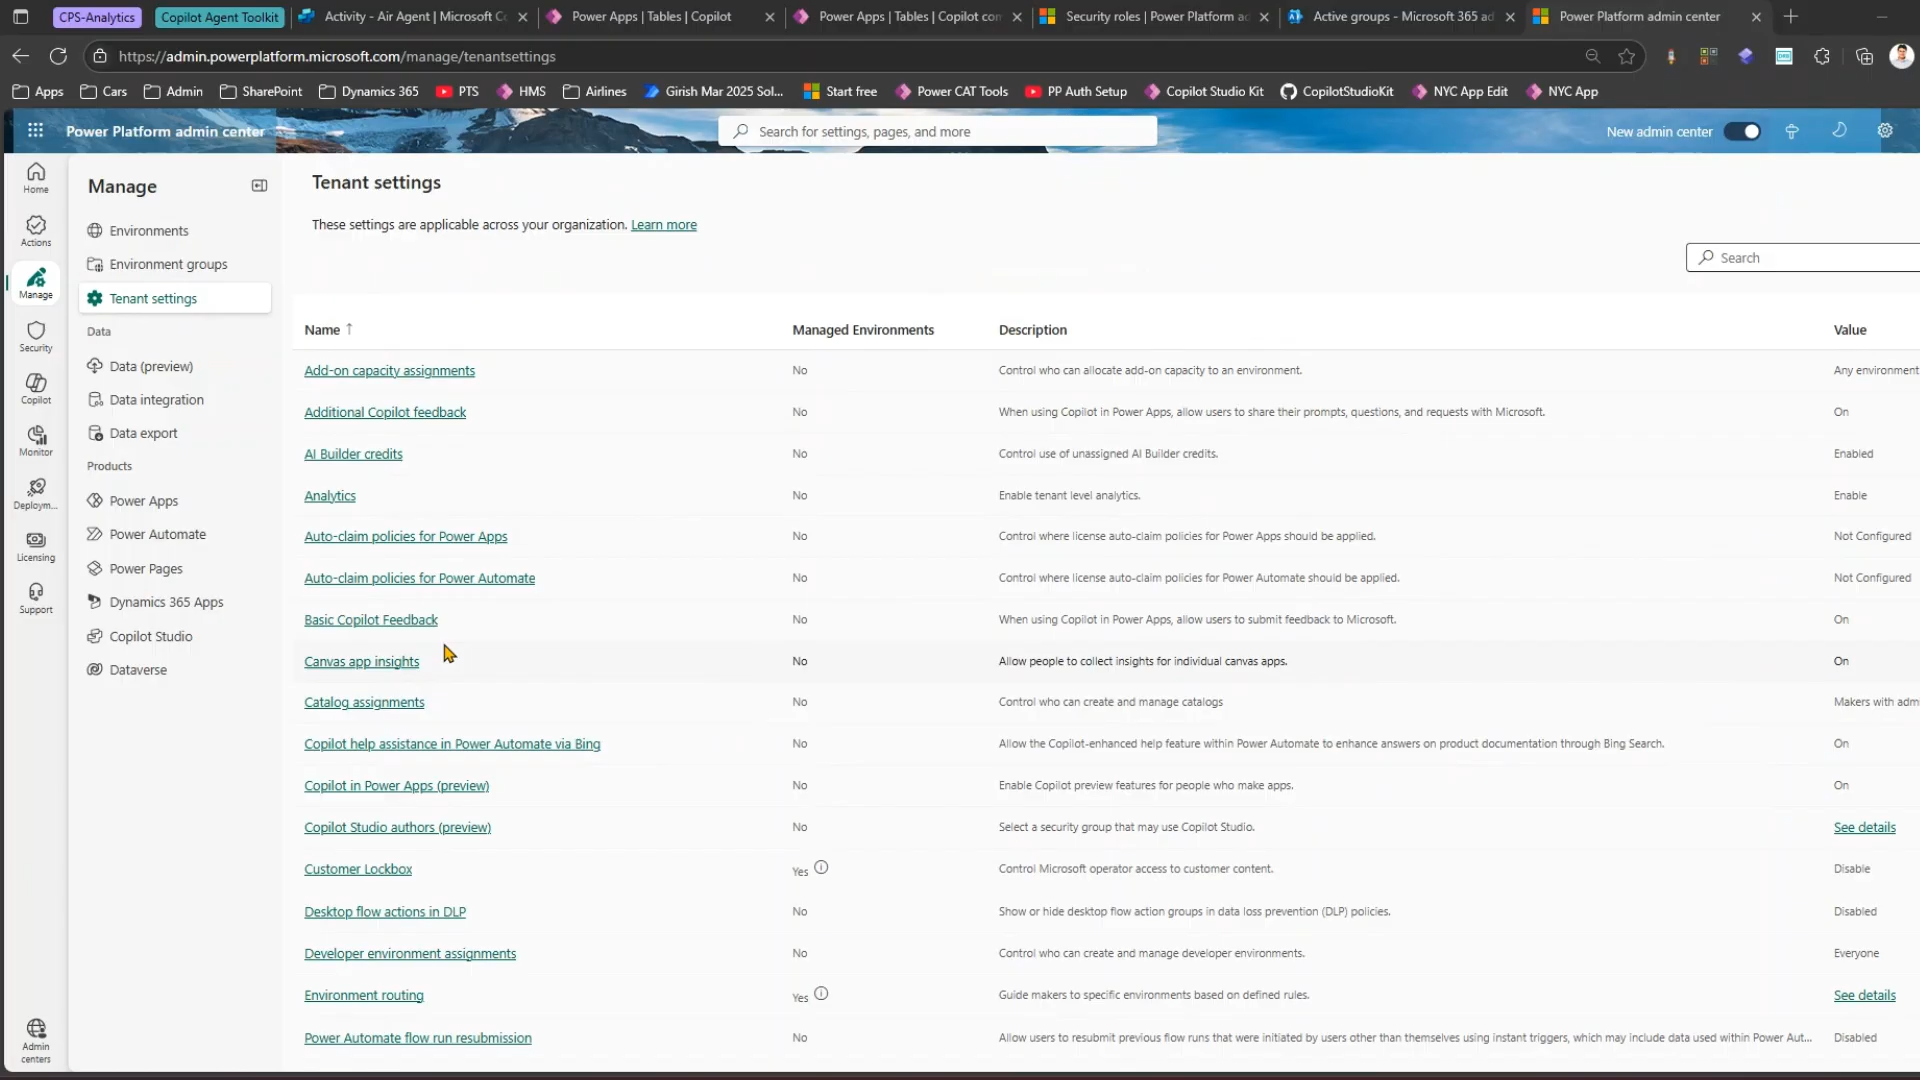 CPS-Analytics
Copilot Agent Toolkit
Activity - Air Agent | Microsoft Co
Power Apps | Tables | Copilot
Power Apps | Tables | Copilot con
Security roles | Power Platform ad
Active groups - Microsoft 365 ad
Power Platform admin center
https://admin.powerplatform.microsoft.com/manage/tenantsettings
Apps
Cars
Admin
SharePoint
Dynamics 365
PTS
HMS
Airlines
Girish Mar 2025 Sol...
Start free
Power CAT Tools
PP Auth Setup
Copilot Studio Kit
CopilotStudioKit
NYC App Edit
NYC App
Power Platform admin center
Search for settings, pages, and more
New admin center
Home
Actions
Manage
Security
Copilot
Monitor
Deploym...
Licensing
Support
Admin centers
Manage
Environments
Environment groups
Tenant settings
Data
Data (preview)
Data integration
Data export
Products
Power Apps
Power Automate
Power Pages
Dynamics 365 Apps
Copilot Studio
Dataverse
Tenant settings
These settings are applicable across your organization. Learn more
Search
Name ↑ Managed Environments Description Value
Add-on capacity assignments No Control who can allocate add-on capacity to an environment. Any environment
Additional Copilot feedback No When using Copilot in Power Apps, allow users to share their prompts, questions, and requests with Microsoft. On
AI Builder credits No Control use of unassigned AI Builder credits. Enabled
Analytics No Enable tenant level analytics. Enable
Auto-claim policies for Power Apps No Control where license auto-claim policies for Power Apps should be applied. Not Configured
Auto-claim policies for Power Automate No Control where license auto-claim policies for Power Automate should be applied. Not Configured
Basic Copilot Feedback No When using Copilot in Power Apps, allow users to submit feedback to Microsoft. On
Canvas app insights No Allow people to collect insights for individual canvas apps. On
Catalog assignments No Control who can create and manage catalogs Makers with adm
Copilot help assistance in Power Automate via Bing No Allow the Copilot-enhanced help feature within Power Automate to enhance answers on product documentation through Bing Search. On
Copilot in Power Apps (preview) No Enable Copilot preview features for people who make apps. On
Copilot Studio authors (preview) No Select a security group that may use Copilot Studio. See details
Customer Lockbox Yes Control Microsoft operator access to customer content. Disable
Desktop flow actions in DLP No Show or hide desktop flow action groups in data loss prevention (DLP) policies. Disabled
Developer environment assignments No Control who can create and manage developer environments. Everyone
Environment routing Yes Guide makers to specific environments based on defined rules. See details
Power Automate flow run resubmission No Allow users to resubmit previous flow runs that were initiated by users other than themselves using instant triggers, which may include data used within Power Aut... Disabled